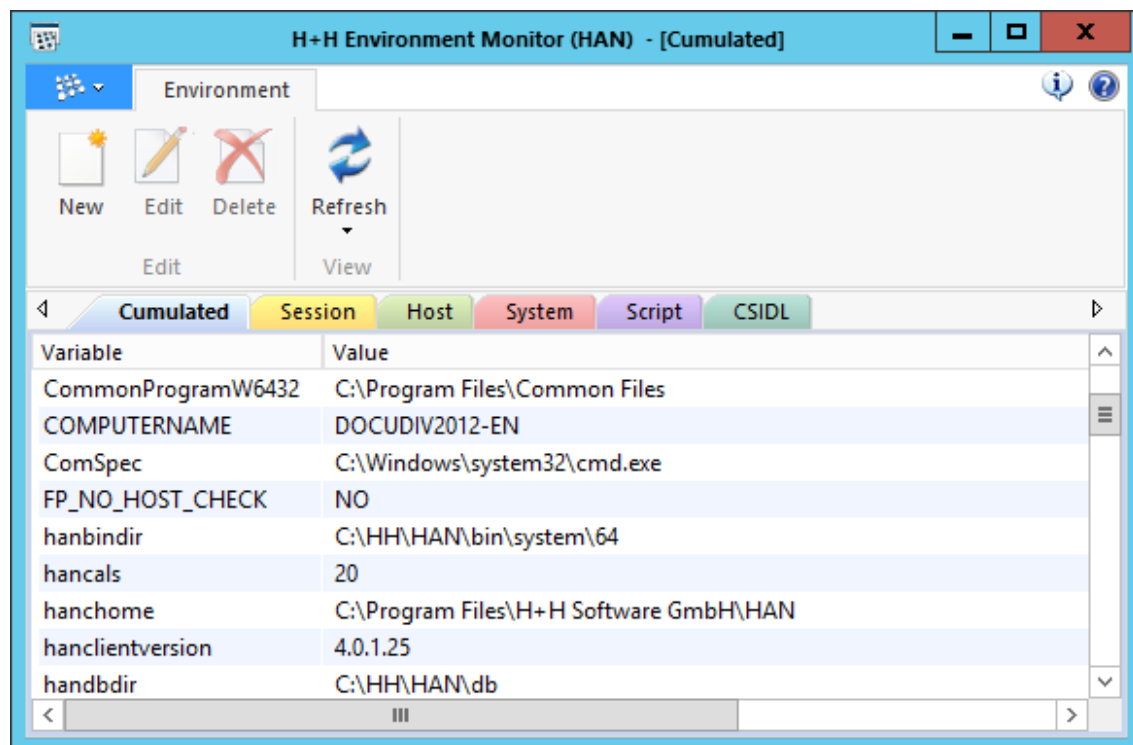 H+H Environment Monitor (HAN) - [Cumulated]
Environment
New Edit Delete Refresh
Edit View
Cumulated Session Host System Script CSIDL
Variable Value
CommonProgramW6432 C:\Program Files\Common Files
COMPUTERNAME DOCUDIV2012-EN
ComSpec C:\Windows\system32\cmd.exe
FP_NO_HOST_CHECK NO
hanbindir C:\HH\HAN\bin\system\64
hancals 20
hanchome C:\Program Files\H+H Software GmbH\HAN
hanclientversion 4.0.1.25
handbdir C:\HH\HAN\db